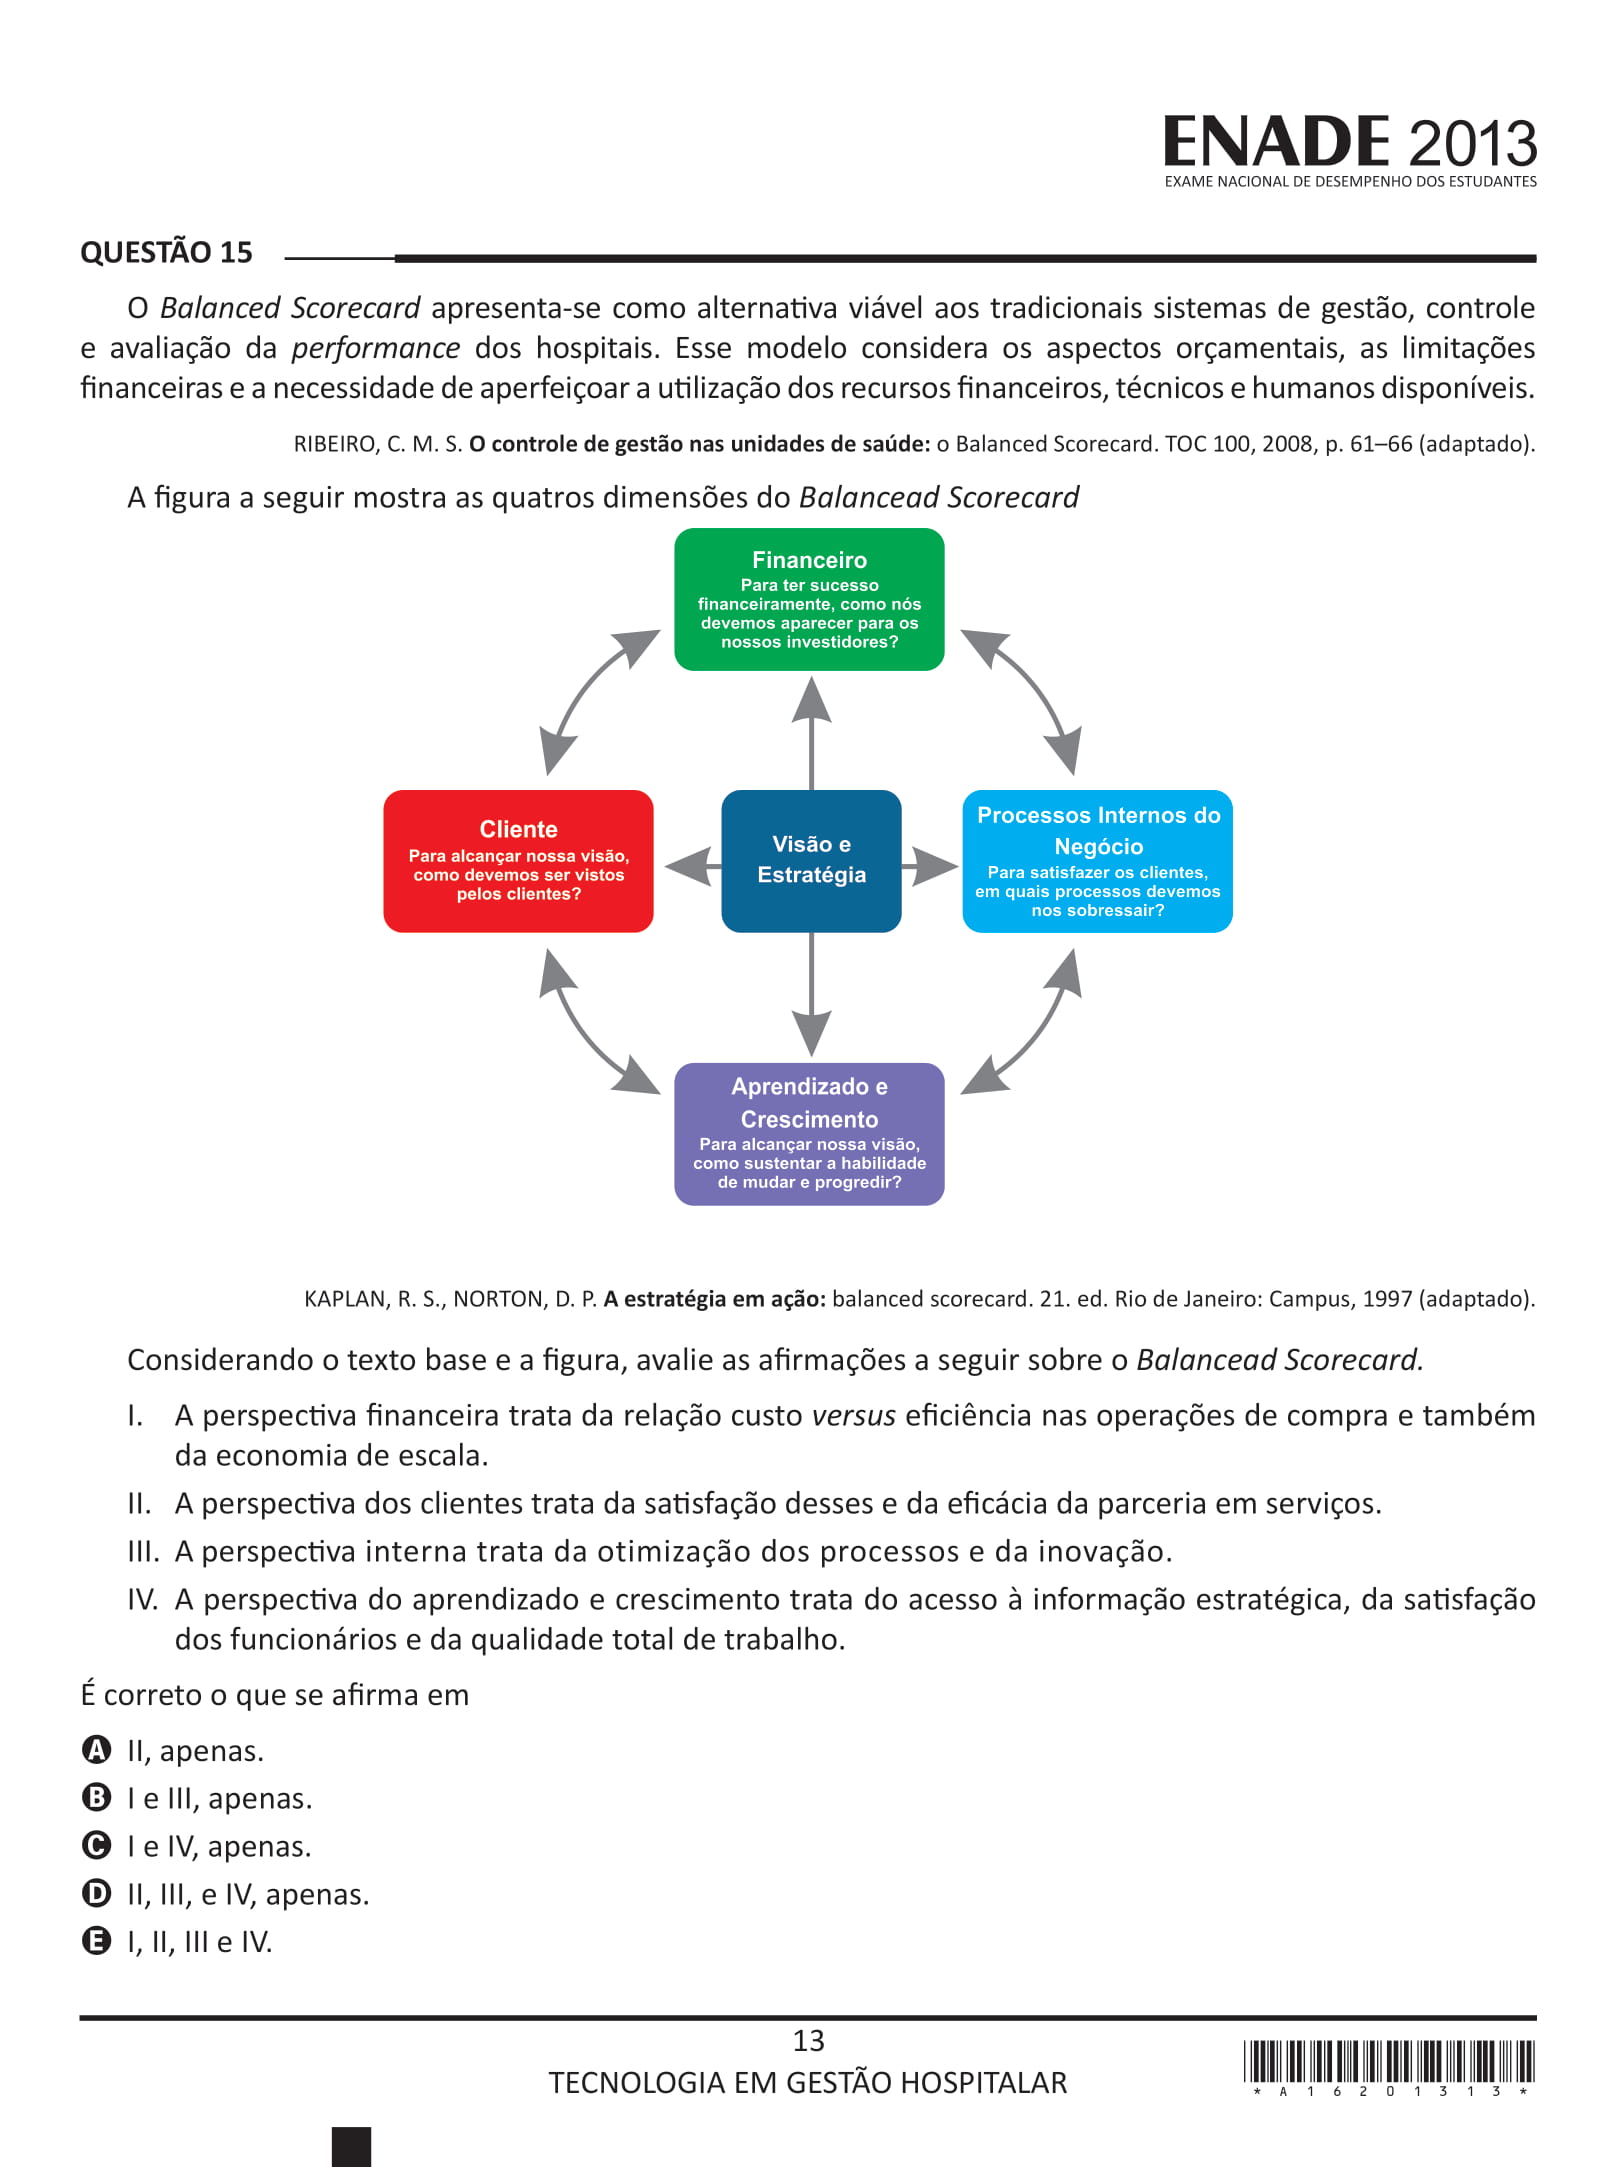 ENADE 2013
EXAME NACIONAL DE DESEMPENHO DOS ESTUDANTES
QUESTÃO 15
O Balanced Scorecard apresenta-se como alternativa viável aos tradicionais sistemas de gestão, controle
e avaliação da performance dos hospitais. Esse modelo considera os aspectos orçamentais, as limitações
financeiras e a necessidade de aperfeiçoar a utilização dos recursos financeiros, técnicos e humanos disponíveis.
RIBEIRO, C. M. S. O controle de gestão nas unidades de saúde: o Balanced Scorecard. TOC 100, 2008, p. 61–66 (adaptado).
A figura a seguir mostra as quatros dimensões do Balancead Scorecard
Financeiro
Para ter sucesso
financeiramente, como nós
devemos aparecer para os
nossos investidores?
Cliente
Para alcançar nossa visão,
como devemos ser vistos
pelos clientes?
Visão e
Estratégia
Processos Internos do
Negócio
Para satisfazer os clientes,
em quais processos devemos
nos sobressair?
Aprendizado e
Crescimento
Para alcançar nossa visão,
como sustentar a habilidade
de mudar e progredir?
KAPLAN, R. S., NORTON, D. P. A estratégia em ação: balanced scorecard. 21. ed. Rio de Janeiro: Campus, 1997 (adaptado).
Considerando o texto base e a figura, avalie as afirmações a seguir sobre o Balancead Scorecard.
I. A perspectiva financeira trata da relação custo versus eficiência nas operações de compra e também
da economia de escala.
II. A perspectiva dos clientes trata da satisfação desses e da eficácia da parceria em serviços.
III. A perspectiva interna trata da otimização dos processos e da inovação.
IV. A perspectiva do aprendizado e crescimento trata do acesso à informação estratégica, da satisfação
dos funcionários e da qualidade total de trabalho.
É correto o que se afirma em
A II, apenas.
B I e III, apenas.
C I e IV, apenas.
D II, III, e IV, apenas.
E I, II, III e IV.
13
TECNOLOGIA EM GESTÃO HOSPITALAR
* A 1 6 2 0 1 3 1 3 *